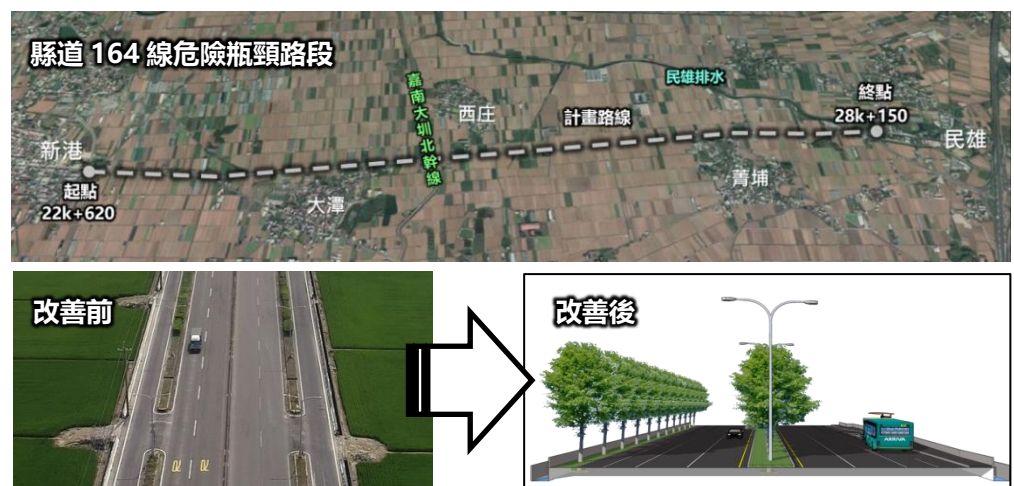 縣道 164 線危險瓶頸路段
民雄排水
終點
28k+150
嘉南大圳北幹線
西庄
計畫路線
民雄
新港
起點
22k+620
大潭
菁埔
改善前
改善後
ARRIVA